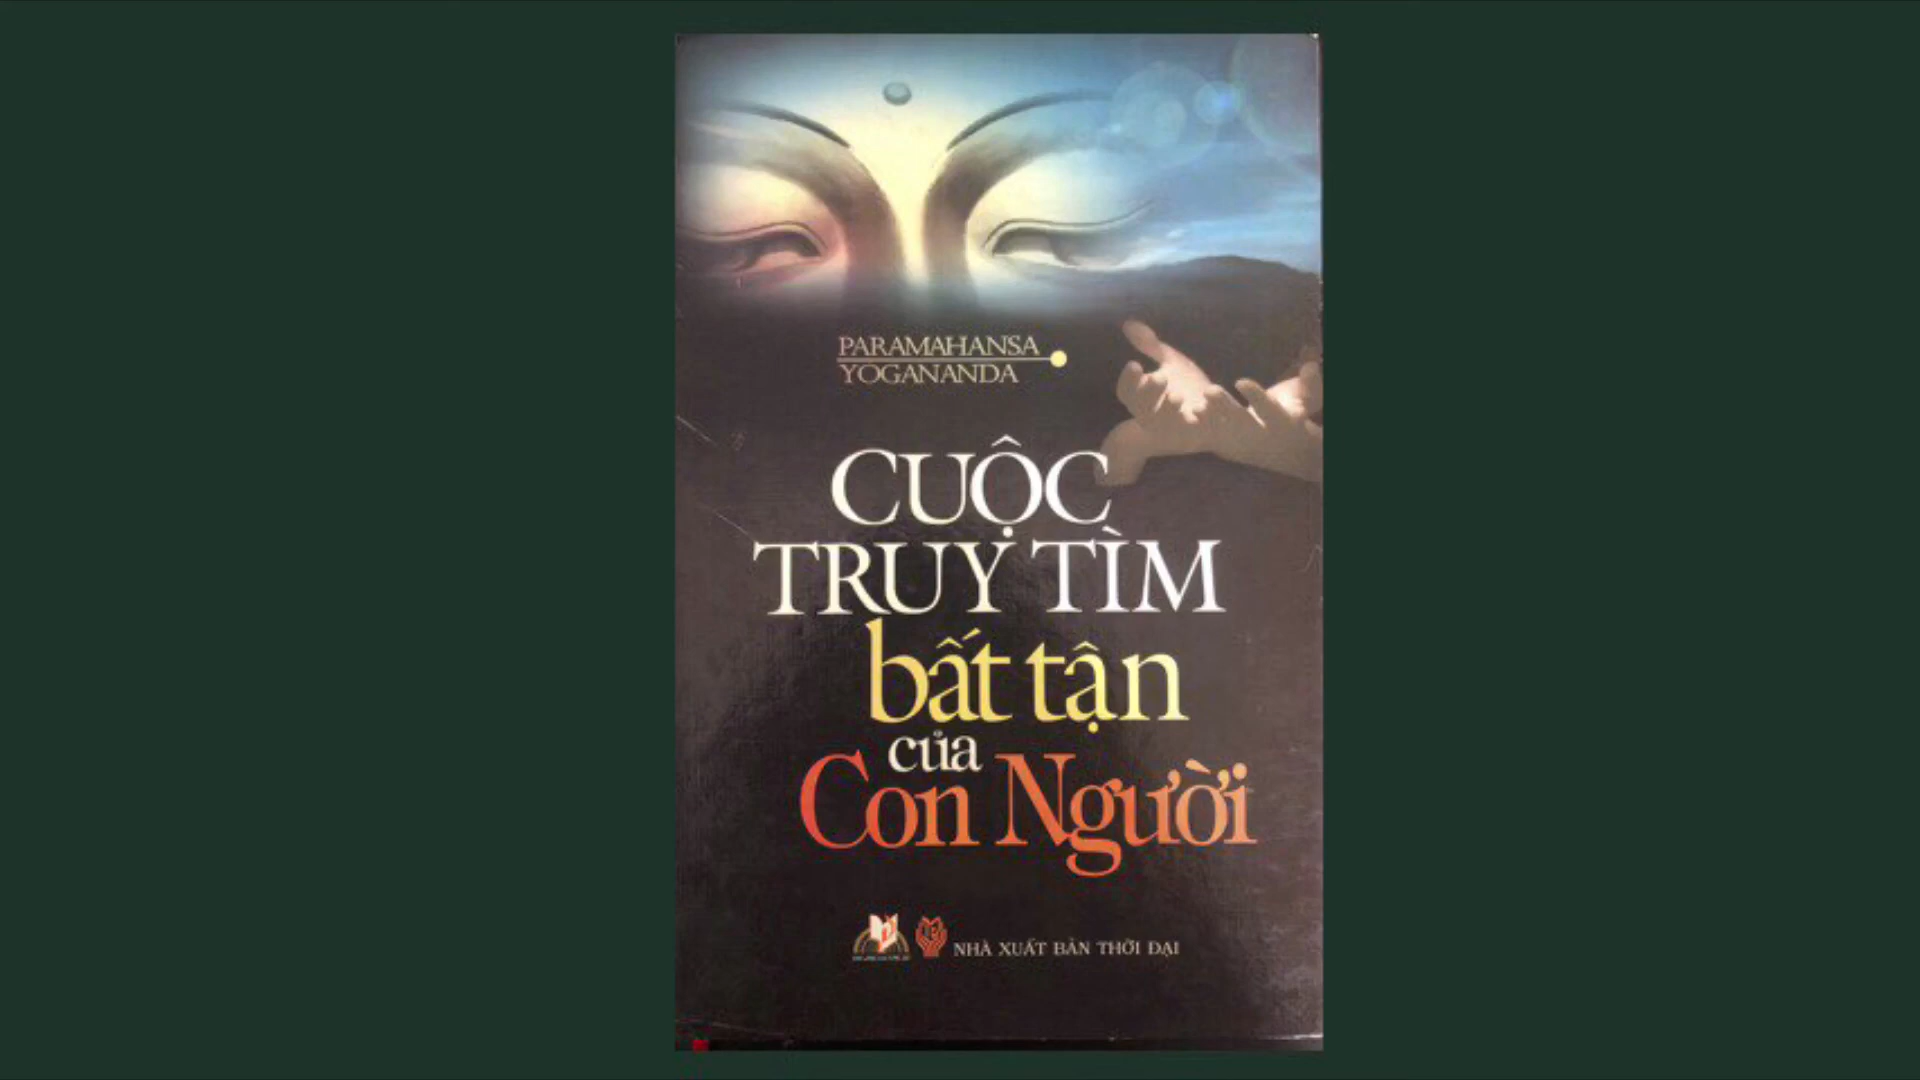 PARAMAHANSA
YOGANANDA
CUỘC
TRUY TÌM
bất tận
của
Con Người
NHÀ XUẤT BẢN THỜI ĐẠI